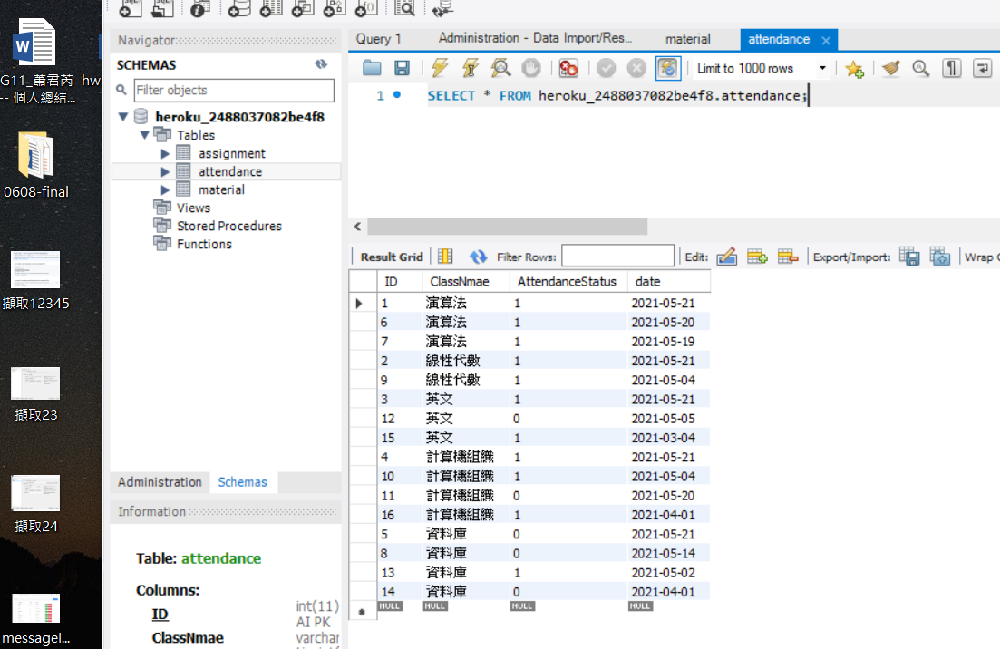 G11_蕭君芮 hw
-- 個人總結...
0608-final
擷取12345
擷取23
擷取24
messagel...
Navigator
SCHEMAS
Filter objects
heroku_2488037082be4f8
Tables
assignment
attendance
material
Views
Stored Procedures
Functions
Administration Schemas
Information
Table: attendance
Columns:
ID int(11)
AI PK
ClassNmae varchar
Query 1 Administration - Data Import/Res... material attendance
Limit to 1000 rows
1 SELECT * FROM heroku_2488037082be4f8.attendance;
Result Grid Filter Rows: Edit: Export/Import: Wrap C
ID ClassNmae AttendanceStatus date
1 演算法 1 2021-05-21
6 演算法 1 2021-05-20
7 演算法 1 2021-05-19
2 線性代數 1 2021-05-21
9 線性代數 1 2021-05-04
3 英文 1 2021-05-21
12 英文 0 2021-05-05
15 英文 1 2021-03-04
4 計算機組織 1 2021-05-21
10 計算機組織 1 2021-05-04
11 計算機組織 0 2021-05-20
16 計算機組織 1 2021-04-01
5 資料庫 0 2021-05-21
8 資料庫 0 2021-05-14
13 資料庫 1 2021-05-02
14 資料庫 0 2021-04-01
NULL NULL NULL NULL